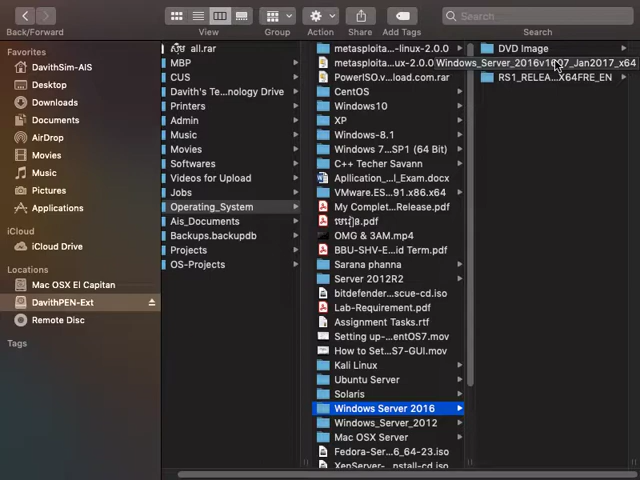 Back/Forward
View
Group
Action
Share
Add Tags
Search
Search
Favorites
DavithSim-AIS
Desktop
Downloads
Documents
AirDrop
Movies
Music
Pictures
Applications
iCloud
iCloud Drive
Locations
Mac OSX El Capitan
DavithPEN-Ext
Remote Disc
Tags
all.rar
MBP
CUS
Davith's Te...nology Drive
Printers
Admin
Music
Movies
Softwares
Videos for Upload
Jobs
Operating_System
Ais_Documents
Backups.backupdb
Projects
OS-Projects
metasploita...-linux-2.0.0
metasploita...ux-2.0.0
PowerISO.v...load.com.rar
CentOS
Windows10
XP
Windows-8.1
Windows 7...SP1 (64 Bit)
C++ Techer Savann
Apllication_...l_Exam.docx
VMware.ES...91.x86.x64
My Complet...Release.pdf
.pdf
OMG & 3AM.mp4
BBU-SHV-E...id Term.pdf
Sarana phanna
Server 2012R2
bitdefender...scue-cd.iso
Lab-Requirement.pdf
Assignment Tasks.rtf
Setting up-...entOS7.mov
How to Set...S7-GUI.mov
Kali Linux
Ubuntu Server
Solaris
Windows Server 2016
Windows_Server_2012
Mac OSX Server
Fedora-Ser...6_64-23.iso
XenServer-...nstall-cd.iso
DVD Image
Windows_Server_2016v1607_Jan2017_x64
RS1_RELEA...X64FRE_EN